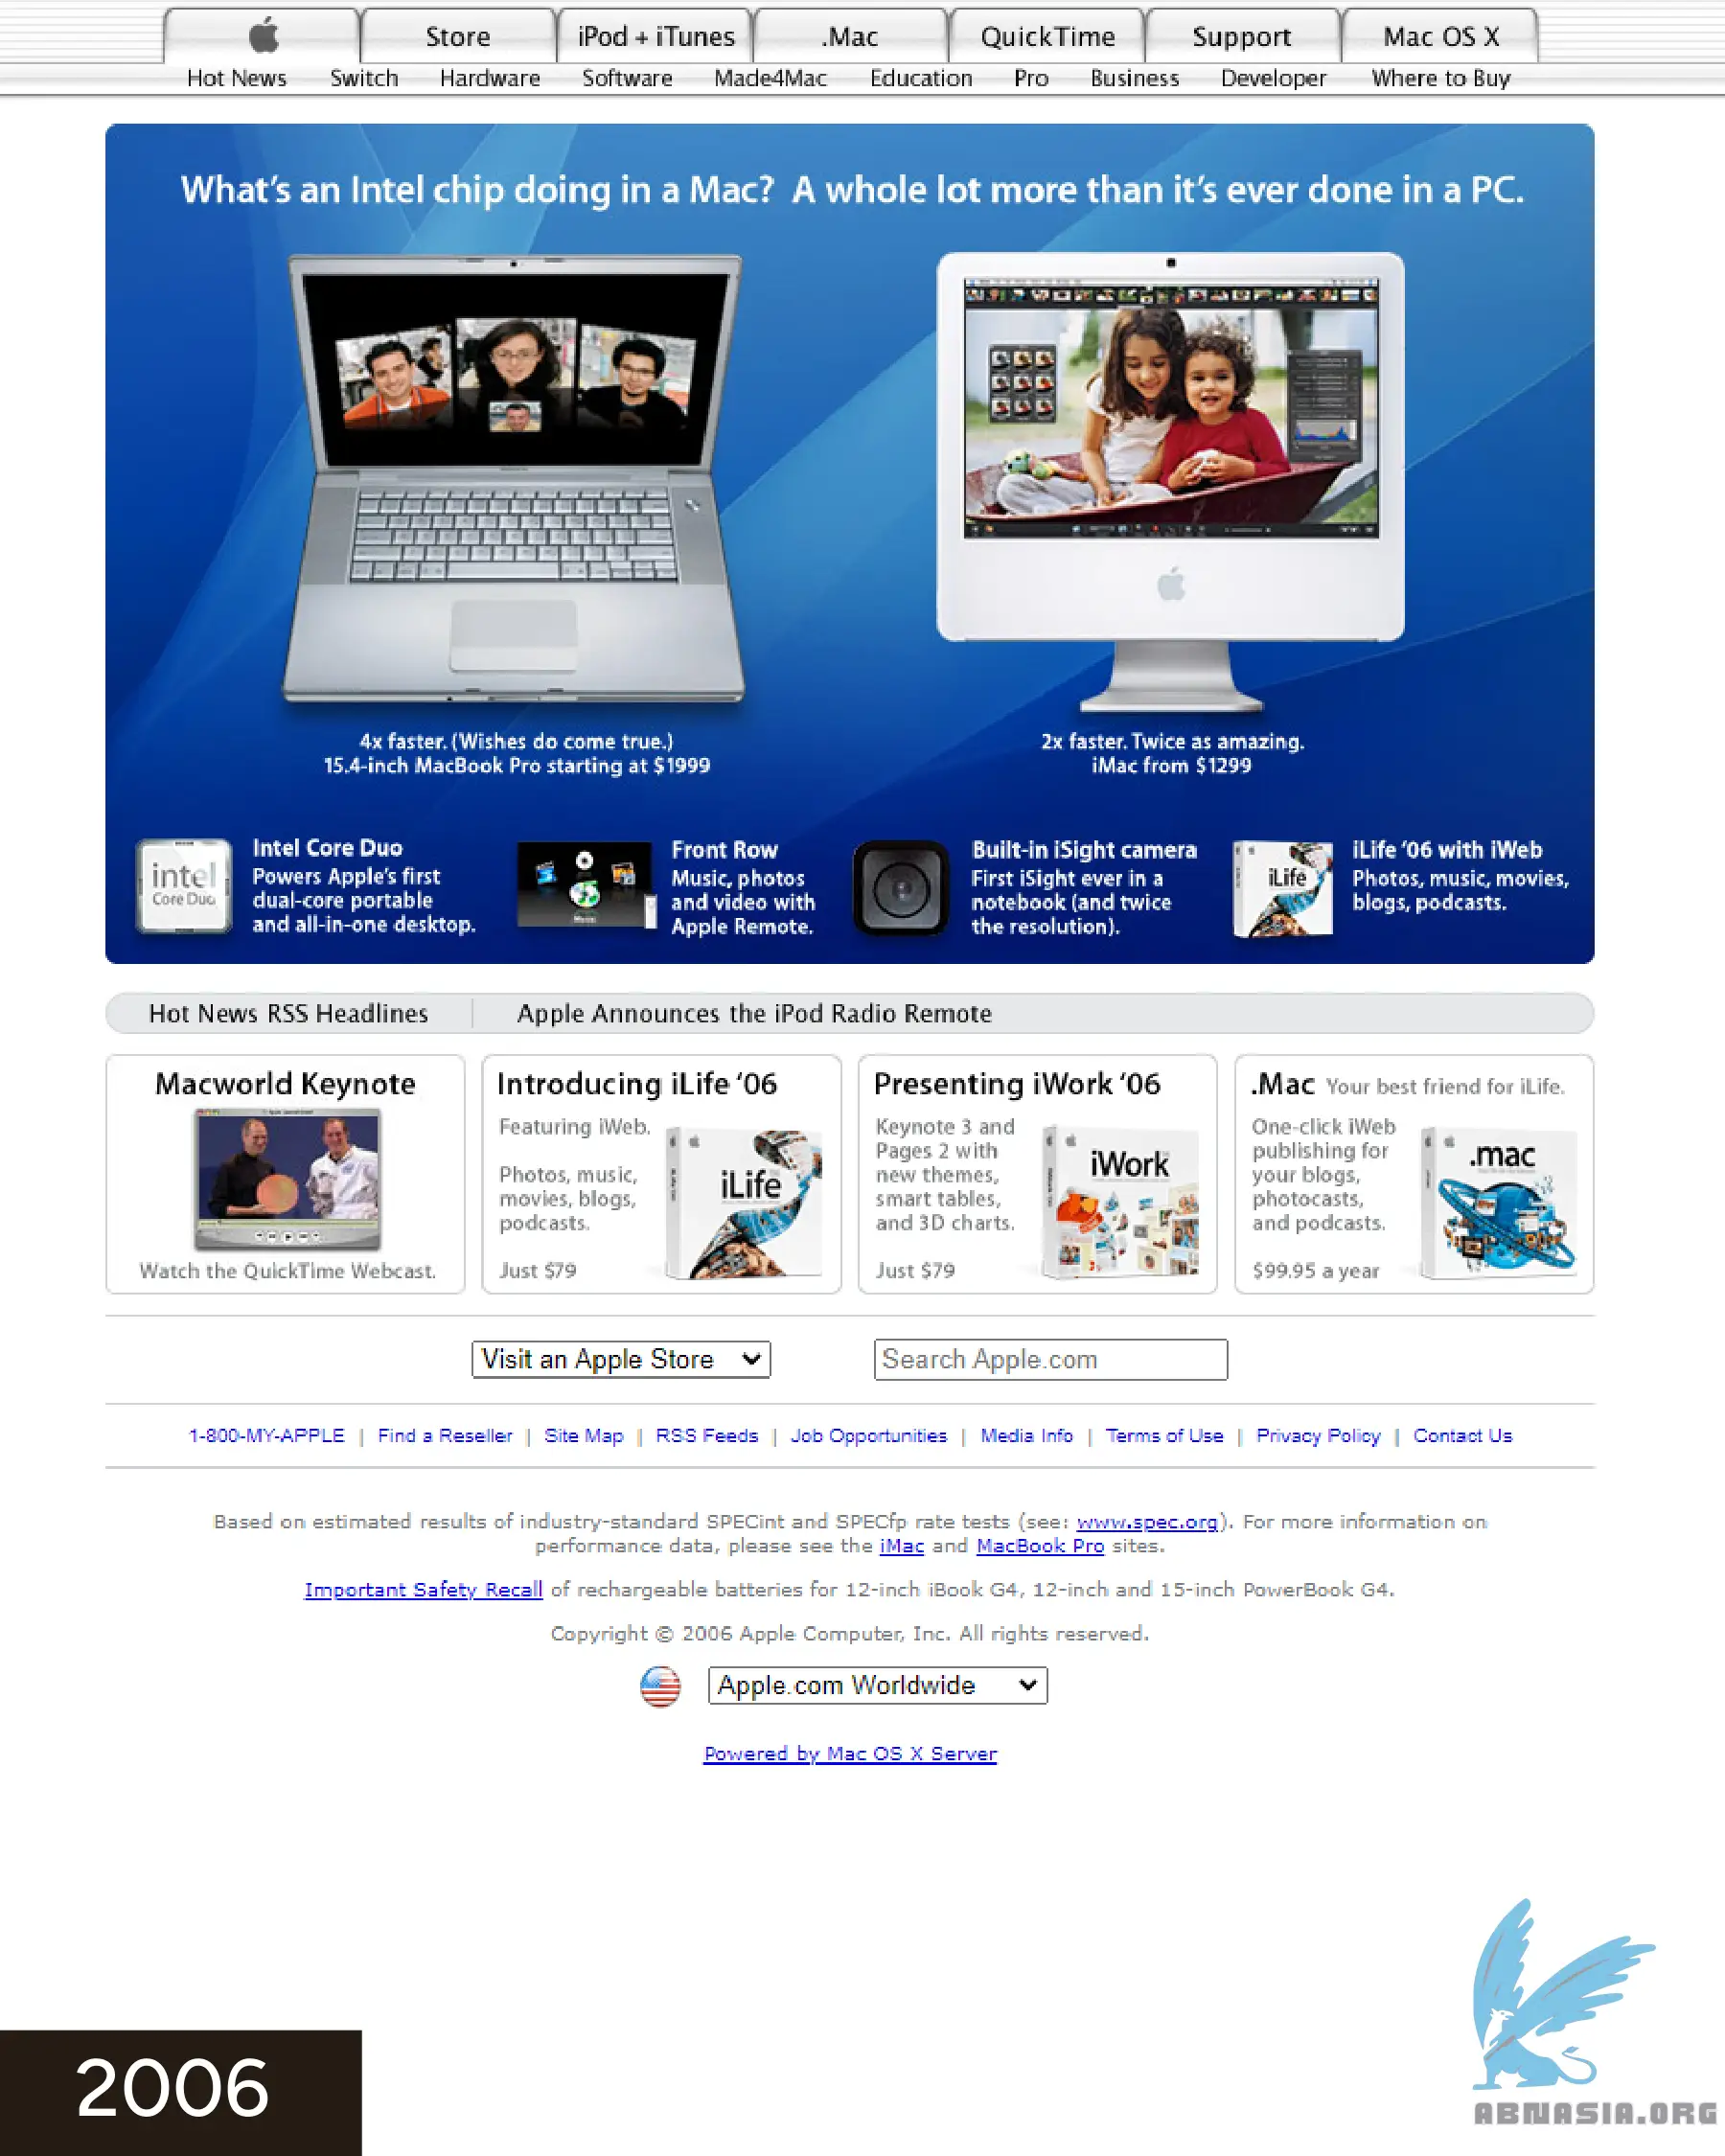 Store
iPod + iTunes
.Mac
QuickTime
Support
Mac OS X
Hot News
Switch
Hardware
Software
Made4Mac
Education
Pro
Business
Developer
Where to Buy
What's an Intel chip doing in a Mac? A whole lot more than it's ever done in a PC.
4x faster. (Wishes do come true.)
15.4-inch MacBook Pro starting at $1999
2x faster. Twice as amazing.
iMac from $1299
intel
Core Duo
Intel Core Duo
Powers Apple's first
dual-core portable
and all-in-one desktop.
Music
Front Row
Music, photos
and video with
Apple Remote.
Built-in iSight camera
First iSight ever in a
notebook (and twice
the resolution).
iLife
iLife '06 with iWeb
Photos, music, movies,
blogs, podcasts.
Hot News RSS Headlines
Apple Announces the iPod Radio Remote
Macworld Keynote
Watch the QuickTime Webcast.
Introducing iLife '06
Featuring iWeb.
Photos, music,
movies, blogs,
podcasts.
Just $79
iLife
Presenting iWork '06
Keynote 3 and
Pages 2 with
new themes,
smart tables,
and 3D charts.
Just $79
iWork
.Mac Your best friend for iLife.
One-click iWeb
publishing for
your blogs,
photocasts,
and podcasts.
$99.95 a year
.mac
Visit an Apple Store
Search Apple.com
1-800-MY-APPLE | Find a Reseller | Site Map | RSS Feeds | Job Opportunities | Media Info | Terms of Use | Privacy Policy | Contact Us
Based on estimated results of industry-standard SPECint and SPECfp rate tests (see: www.spec.org). For more information on
performance data, please see the iMac and MacBook Pro sites.
Important Safety Recall of rechargeable batteries for 12-inch iBook G4, 12-inch and 15-inch PowerBook G4.
Copyright © 2006 Apple Computer, Inc. All rights reserved.
Apple.com Worldwide
Powered by Mac OS X Server
2006
ABNASIA.ORG